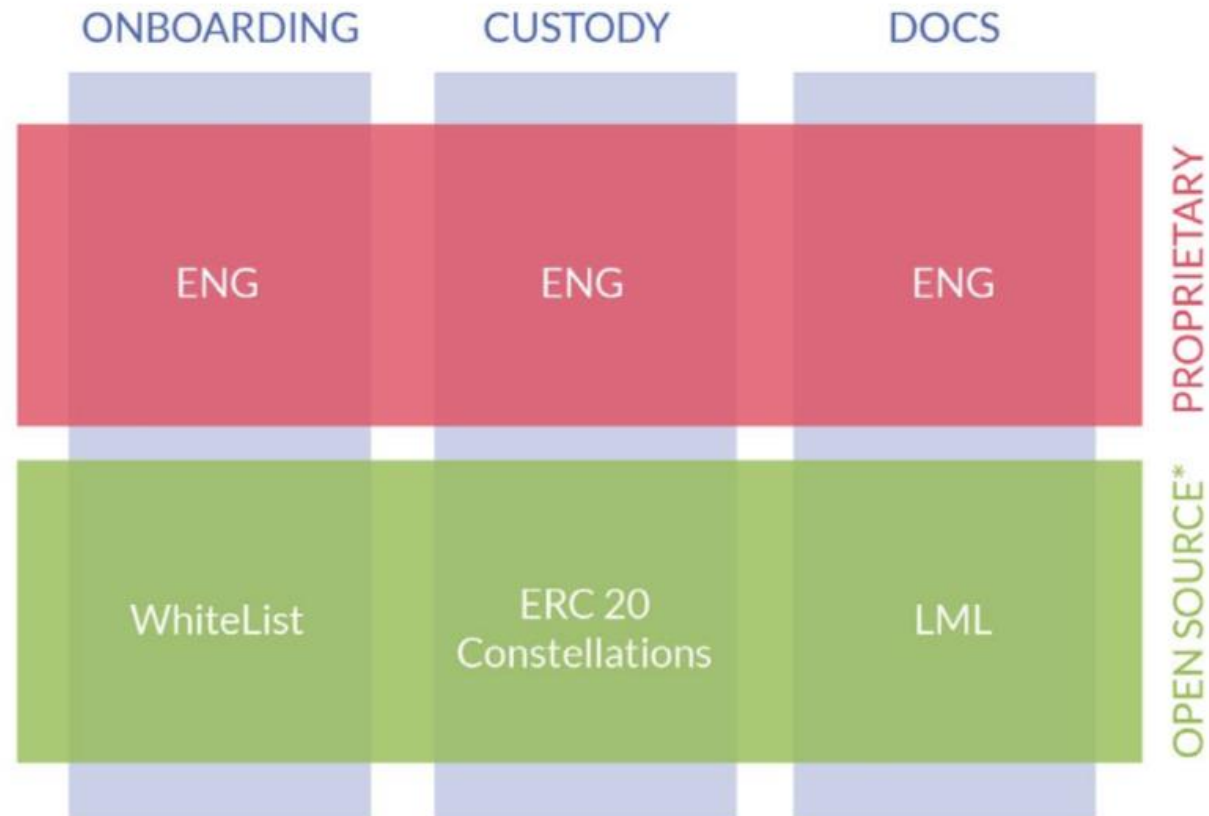 ONBOARDING
CUSTODY
DOCS
ENG
ENG
ENG
PROPRIETARY
WhiteList
ERC 20
Constellations
LML
OPEN SOURCE*